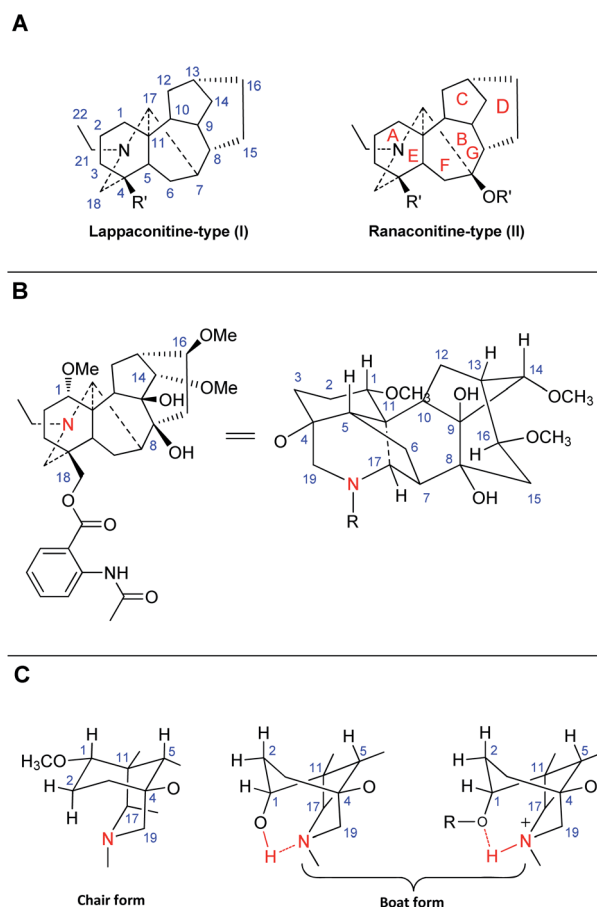 A
22
1
2
21
3
18
N
17
12
13
16
10
14
9
11
5
8
15
4
6
7
R'
Lappaconitine-type (I)
A
N
E
F
B
G
C
D
R'
OR'
Ranaconitine-type (II)
B
1
OMe
16
OMe
14
OMe
OH
N
8
OH
18
O
O
NH
O
3
2
H
1
OCH3
12
H
13
H
14
OCH3
H
11
10
OH
9
4
5
6
16
OCH3
H
O
19
17
8
N
H
7
OH
15
R
C
H
1
H3CO
11
H
5
2
H
H
4
O
17
N
19
Chair form
H
2
H
H
1
11
H
5
17
4
O
O
19
H
N
H
2
H
H
1
11
H
5
17
4
O
R
O
+
19
H
N
Boat form